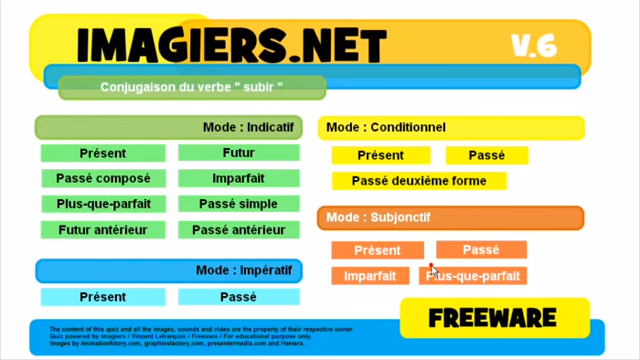 IMAGIERS.NET
V.6
Conjugaison du verbe " subir "
Mode : Indicatif
Présent
Futur
Passé composé
Imparfait
Plus-que-parfait
Passé simple
Futur antérieur
Passé antérieur
Mode : Impératif
Présent
Passé
Mode : Conditionnel
Présent
Passé
Passé deuxième forme
Mode : Subjonctif
Présent
Passé
Imparfait
Plus-que-parfait
FREEWARE
The content of this quiz and all the images, sounds and video are the property of their respective owner.
Quiz powered by Imagiers / Vincent Lefrançois / Freeware / For educational purpose only.
Images by Animationfctory.com, graphicsfactory.com, presentermedia.com and Hemera.